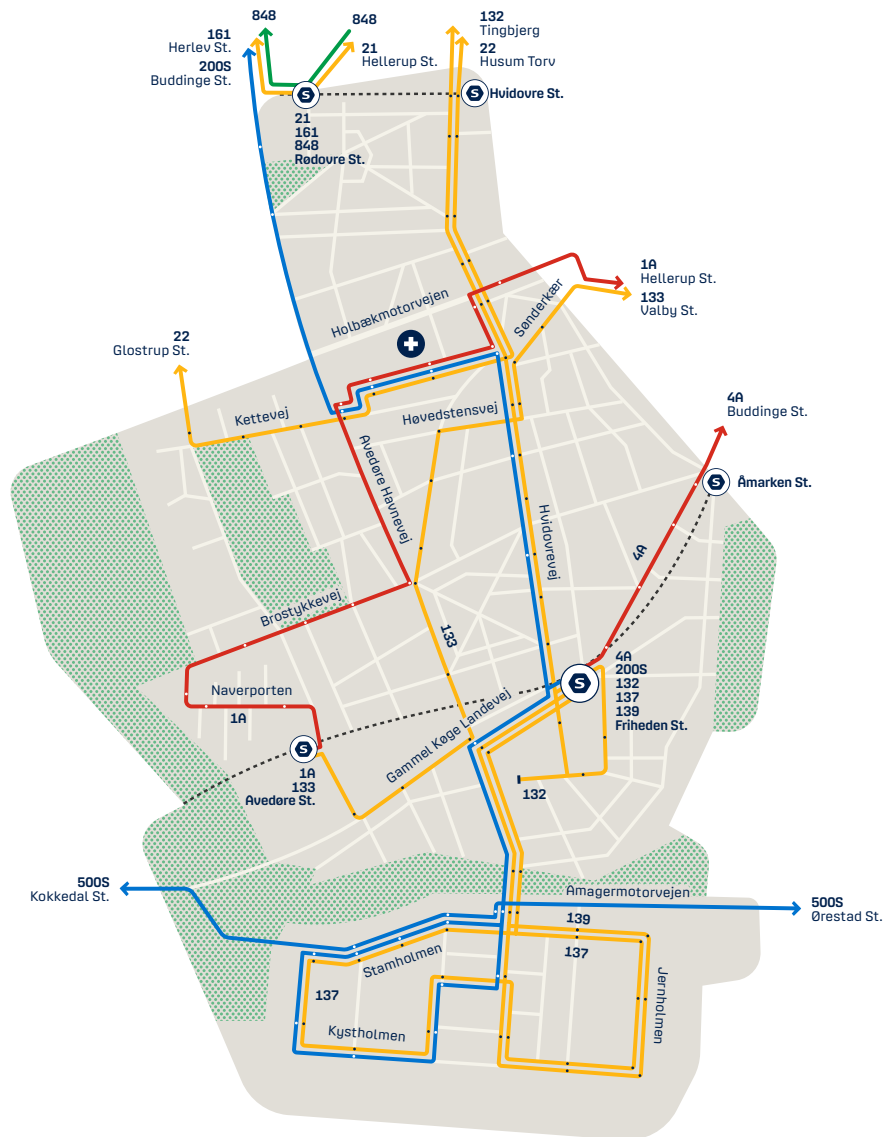 848
848
132
Tingbjerg
161
Herlev St.
21
Hellerup St.
22
Husum Torv
200S
Buddinge St.
S
S
Hvidovre St.
21
161
848
Rødovre St.
1A
Hellerup St.
133
Valby St.
Holbækmotorvejen
Sønderkær
22
Glostrup St.
Kettevej
Høvedstensvej
4A
Buddinge St.
Avedøre Havnevej
S
Åmarken St.
Hvidovrevej
4A
Brostykkevej
133
4A
200S
132
137
139
Friheden St.
S
Naverporten
1A
Gammel Køge Landevej
S
1A
133
Avedøre St.
132
500S
Kokkedal St.
Amagermotorvejen
500S
Ørestad St.
139
137
Stamholmen
137
Jernholmen
Kystholmen